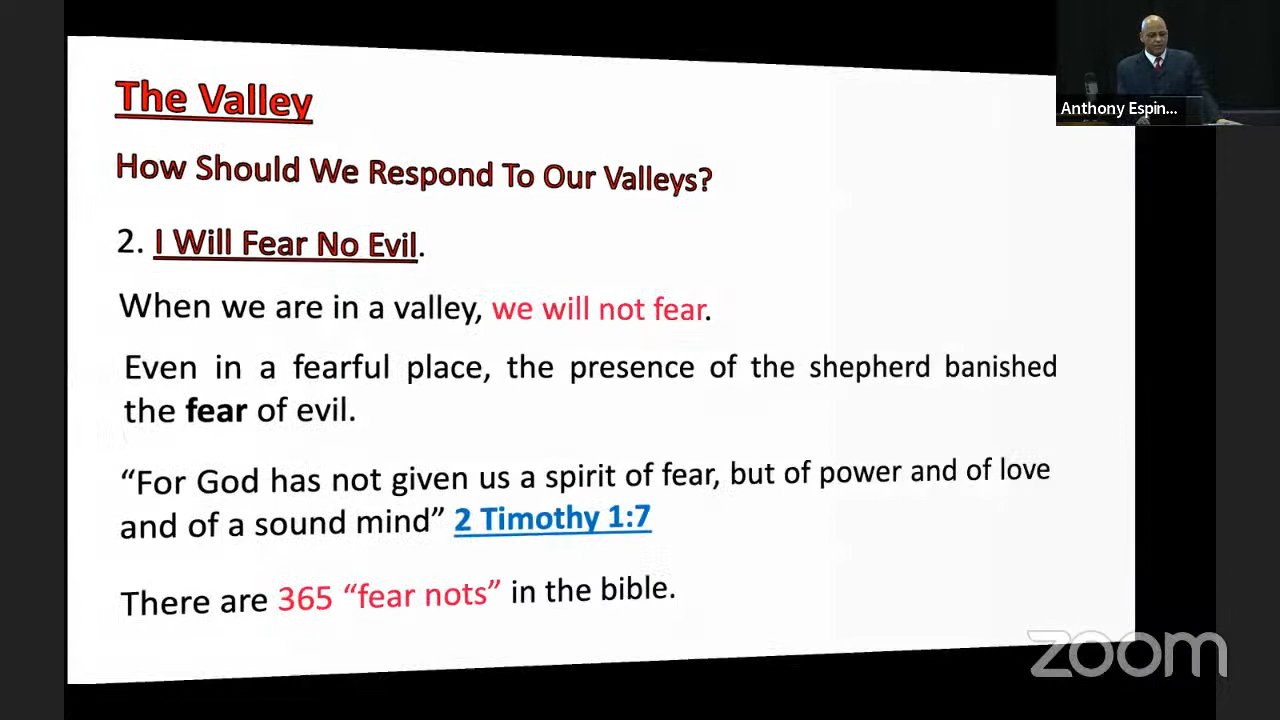 The Valley
Anthony Espin...
How Should We Respond To Our Valleys?
2. I Will Fear No Evil.
When we are in a valley, we will not fear.
Even in a fearful place, the presence of the shepherd banished
the fear of evil.
“For God has not given us a spirit of fear, but of power and of love
and of a sound mind” 2 Timothy 1:7
There are 365 “fear nots” in the bible.
zoom